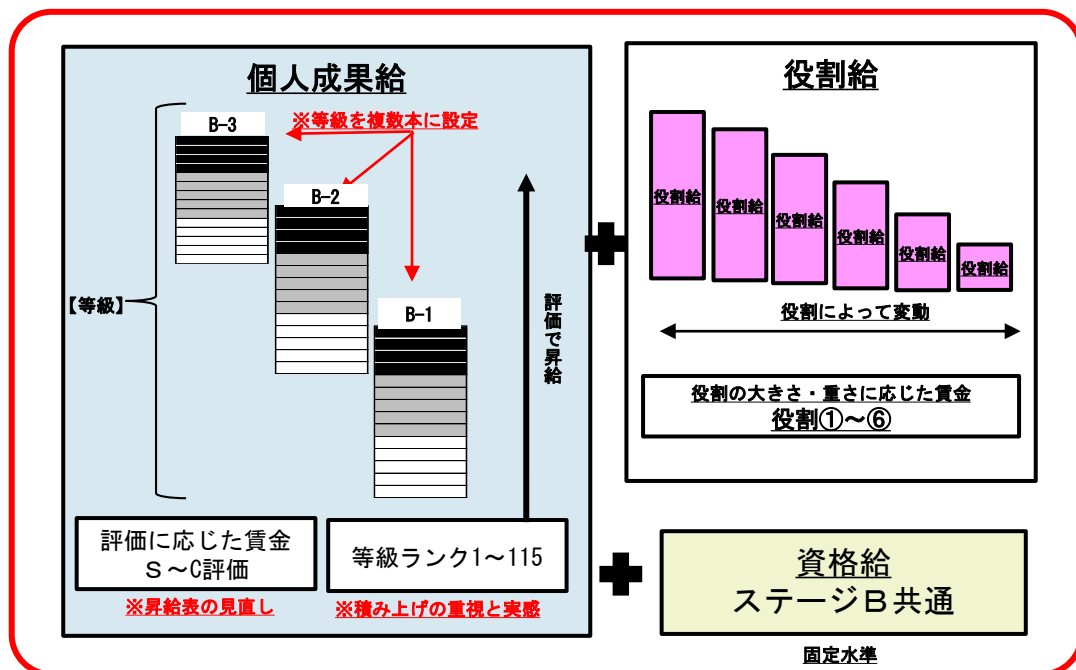 個人成果給
B-3
※等級を複数本に設定
B-2
【等級】
B-1
評価で昇給
評価に応じた賃金
S～C評価
※昇給表の見直し
等級ランク1～115
※積み上げの重視と実感
役割給
役割給
役割給
役割給
役割給
役割給
役割給
役割によって変動
役割の大きさ・重さに応じた賃金
役割①～⑥
資格給
ステージB共通
固定水準